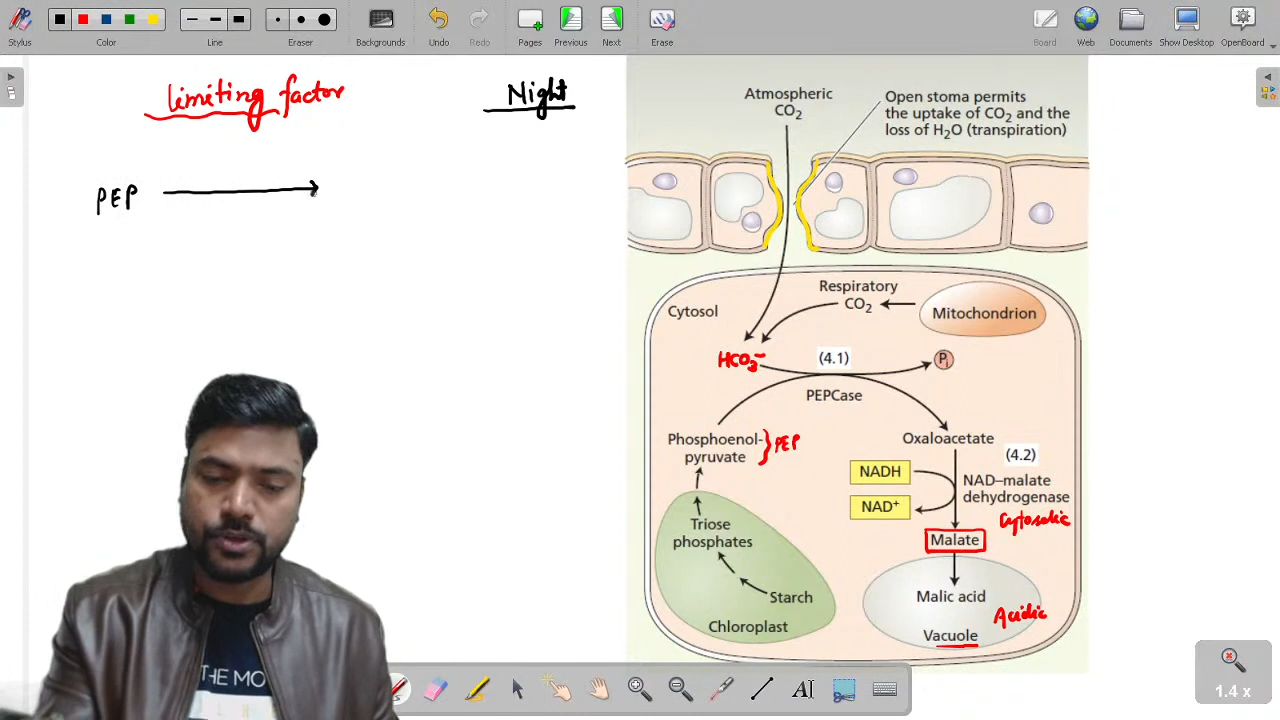 Stylus
Color
Line
Eraser
Backgrounds
Undo
Redo
Pages
Previous
Next
Erase
Board
Web
Documents
Show Desktop
OpenBoard
limiting factor
Night
PEP
Atmospheric
CO2
Open stoma permits
the uptake of CO2 and the
loss of H2O (transpiration)
Cytosol
Respiratory
CO2
Mitochondrion
HCO3-
(4.1)
Pi
PEPCase
Phosphoenol-
pyruvate
PEP
Oxaloacetate
(4.2)
NADH
NAD+
NAD–malate
dehydrogenase
Cytosolic
Triose
phosphates
Malate
Starch
Chloroplast
Malic acid
Acidic
Vacuole
THE MO
1.4 x